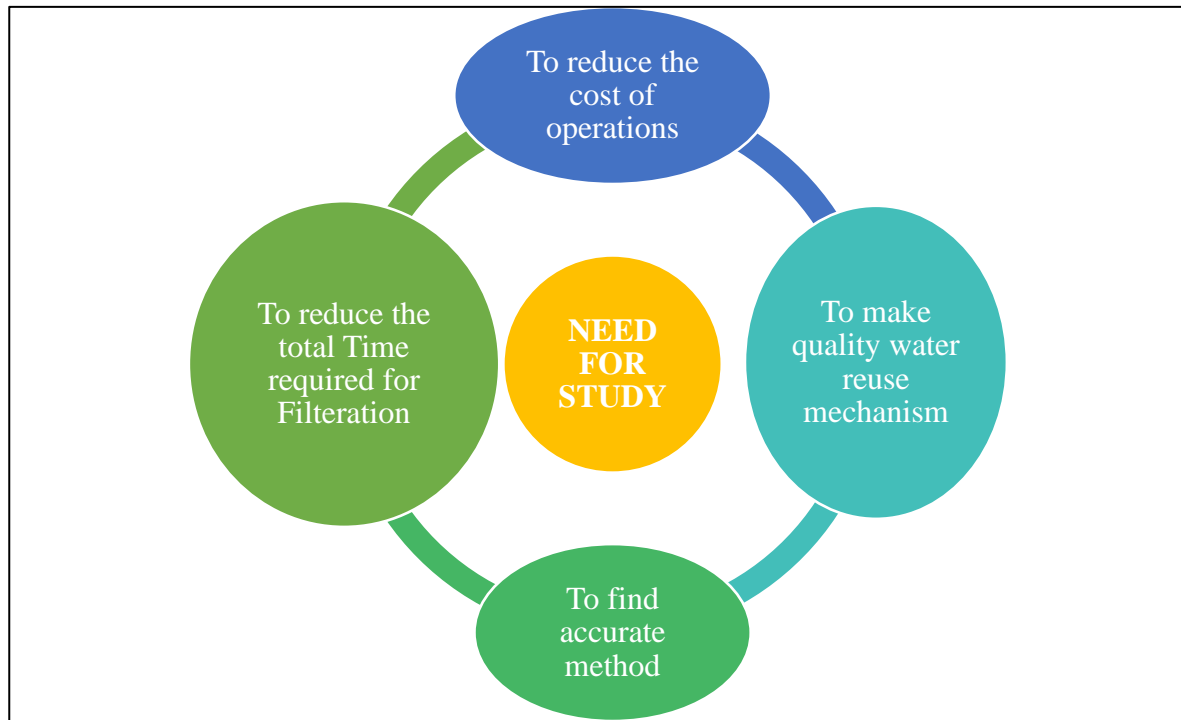 To reduce the
cost of
operations
To reduce the
total Time
required for
Filteration
NEED
FOR
STUDY
To make
quality water
reuse
mechanism
To find
accurate
method